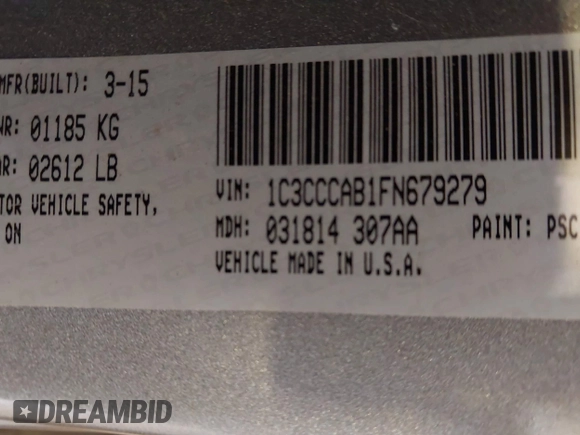 MFR(BUILT): 3-15
WR: 01185 KG
AR: 02612 LB
TOR VEHICLE SAFETY,
ON
VIN: 1C3CCCAB1FN679279
MDH: 031814 307AA PAINT: PSC
VEHICLE MADE IN U.S.A.
DREAMBID